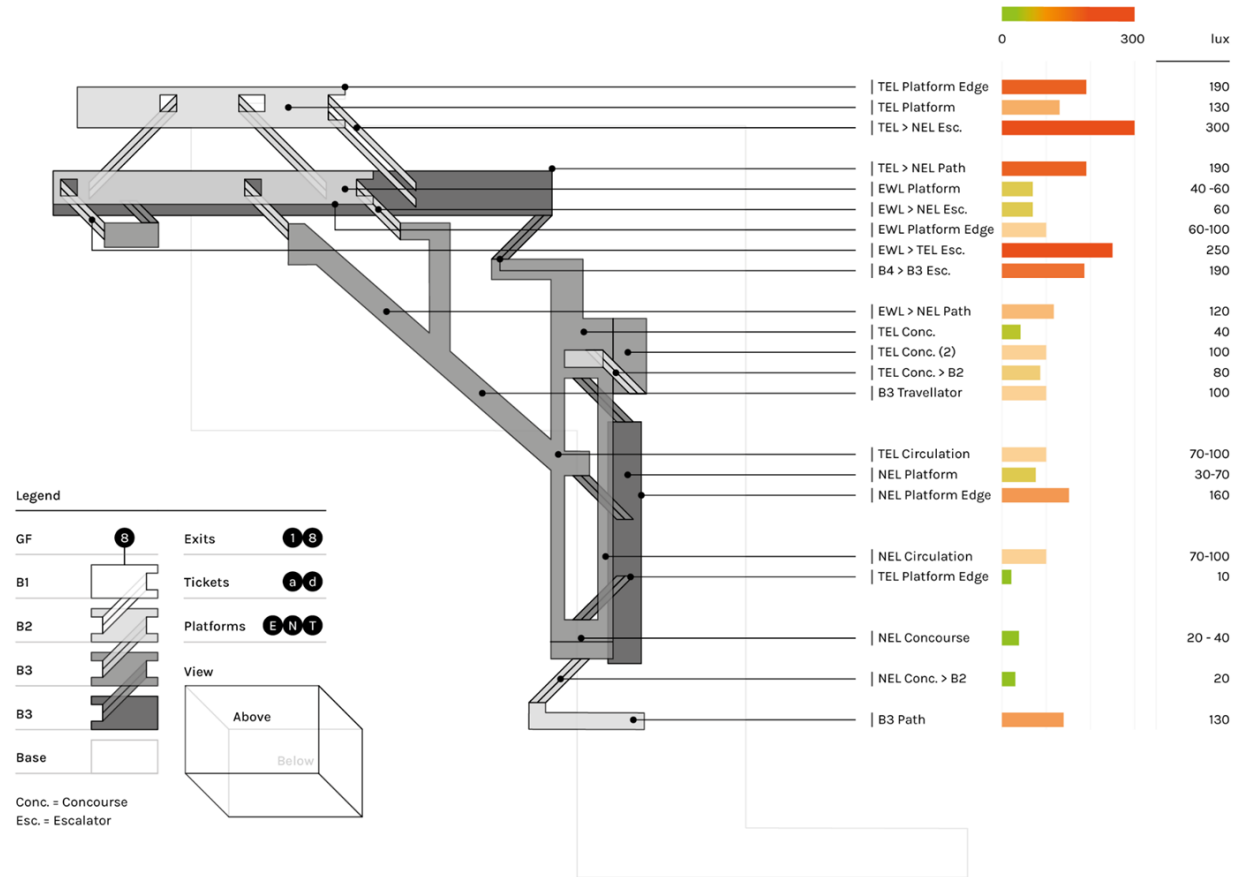 0 300 lux
TEL Platform Edge 190
TEL Platform 130
TEL > NEL Esc. 300
TEL > NEL Path 190
EWL Platform 40 -60
EWL > NEL Esc. 60
EWL Platform Edge 60-100
EWL > TEL Esc. 250
B4 > B3 Esc. 190
EWL > NEL Path 120
TEL Conc. 40
TEL Conc. (2) 100
TEL Conc. > B2 80
B3 Travellator 100
TEL Circulation 70-100
NEL Platform 30-70
NEL Platform Edge 160
NEL Circulation 70-100
TEL Platform Edge 10
NEL Concourse 20 - 40
NEL Conc. > B2 20
B3 Path 130
Legend
GF 8 Exits 1 8
B1 Tickets a d
B2 Platforms E N T
B3 View
B3 Above
Below
Base
Conc. = Concourse
Esc. = Escalator